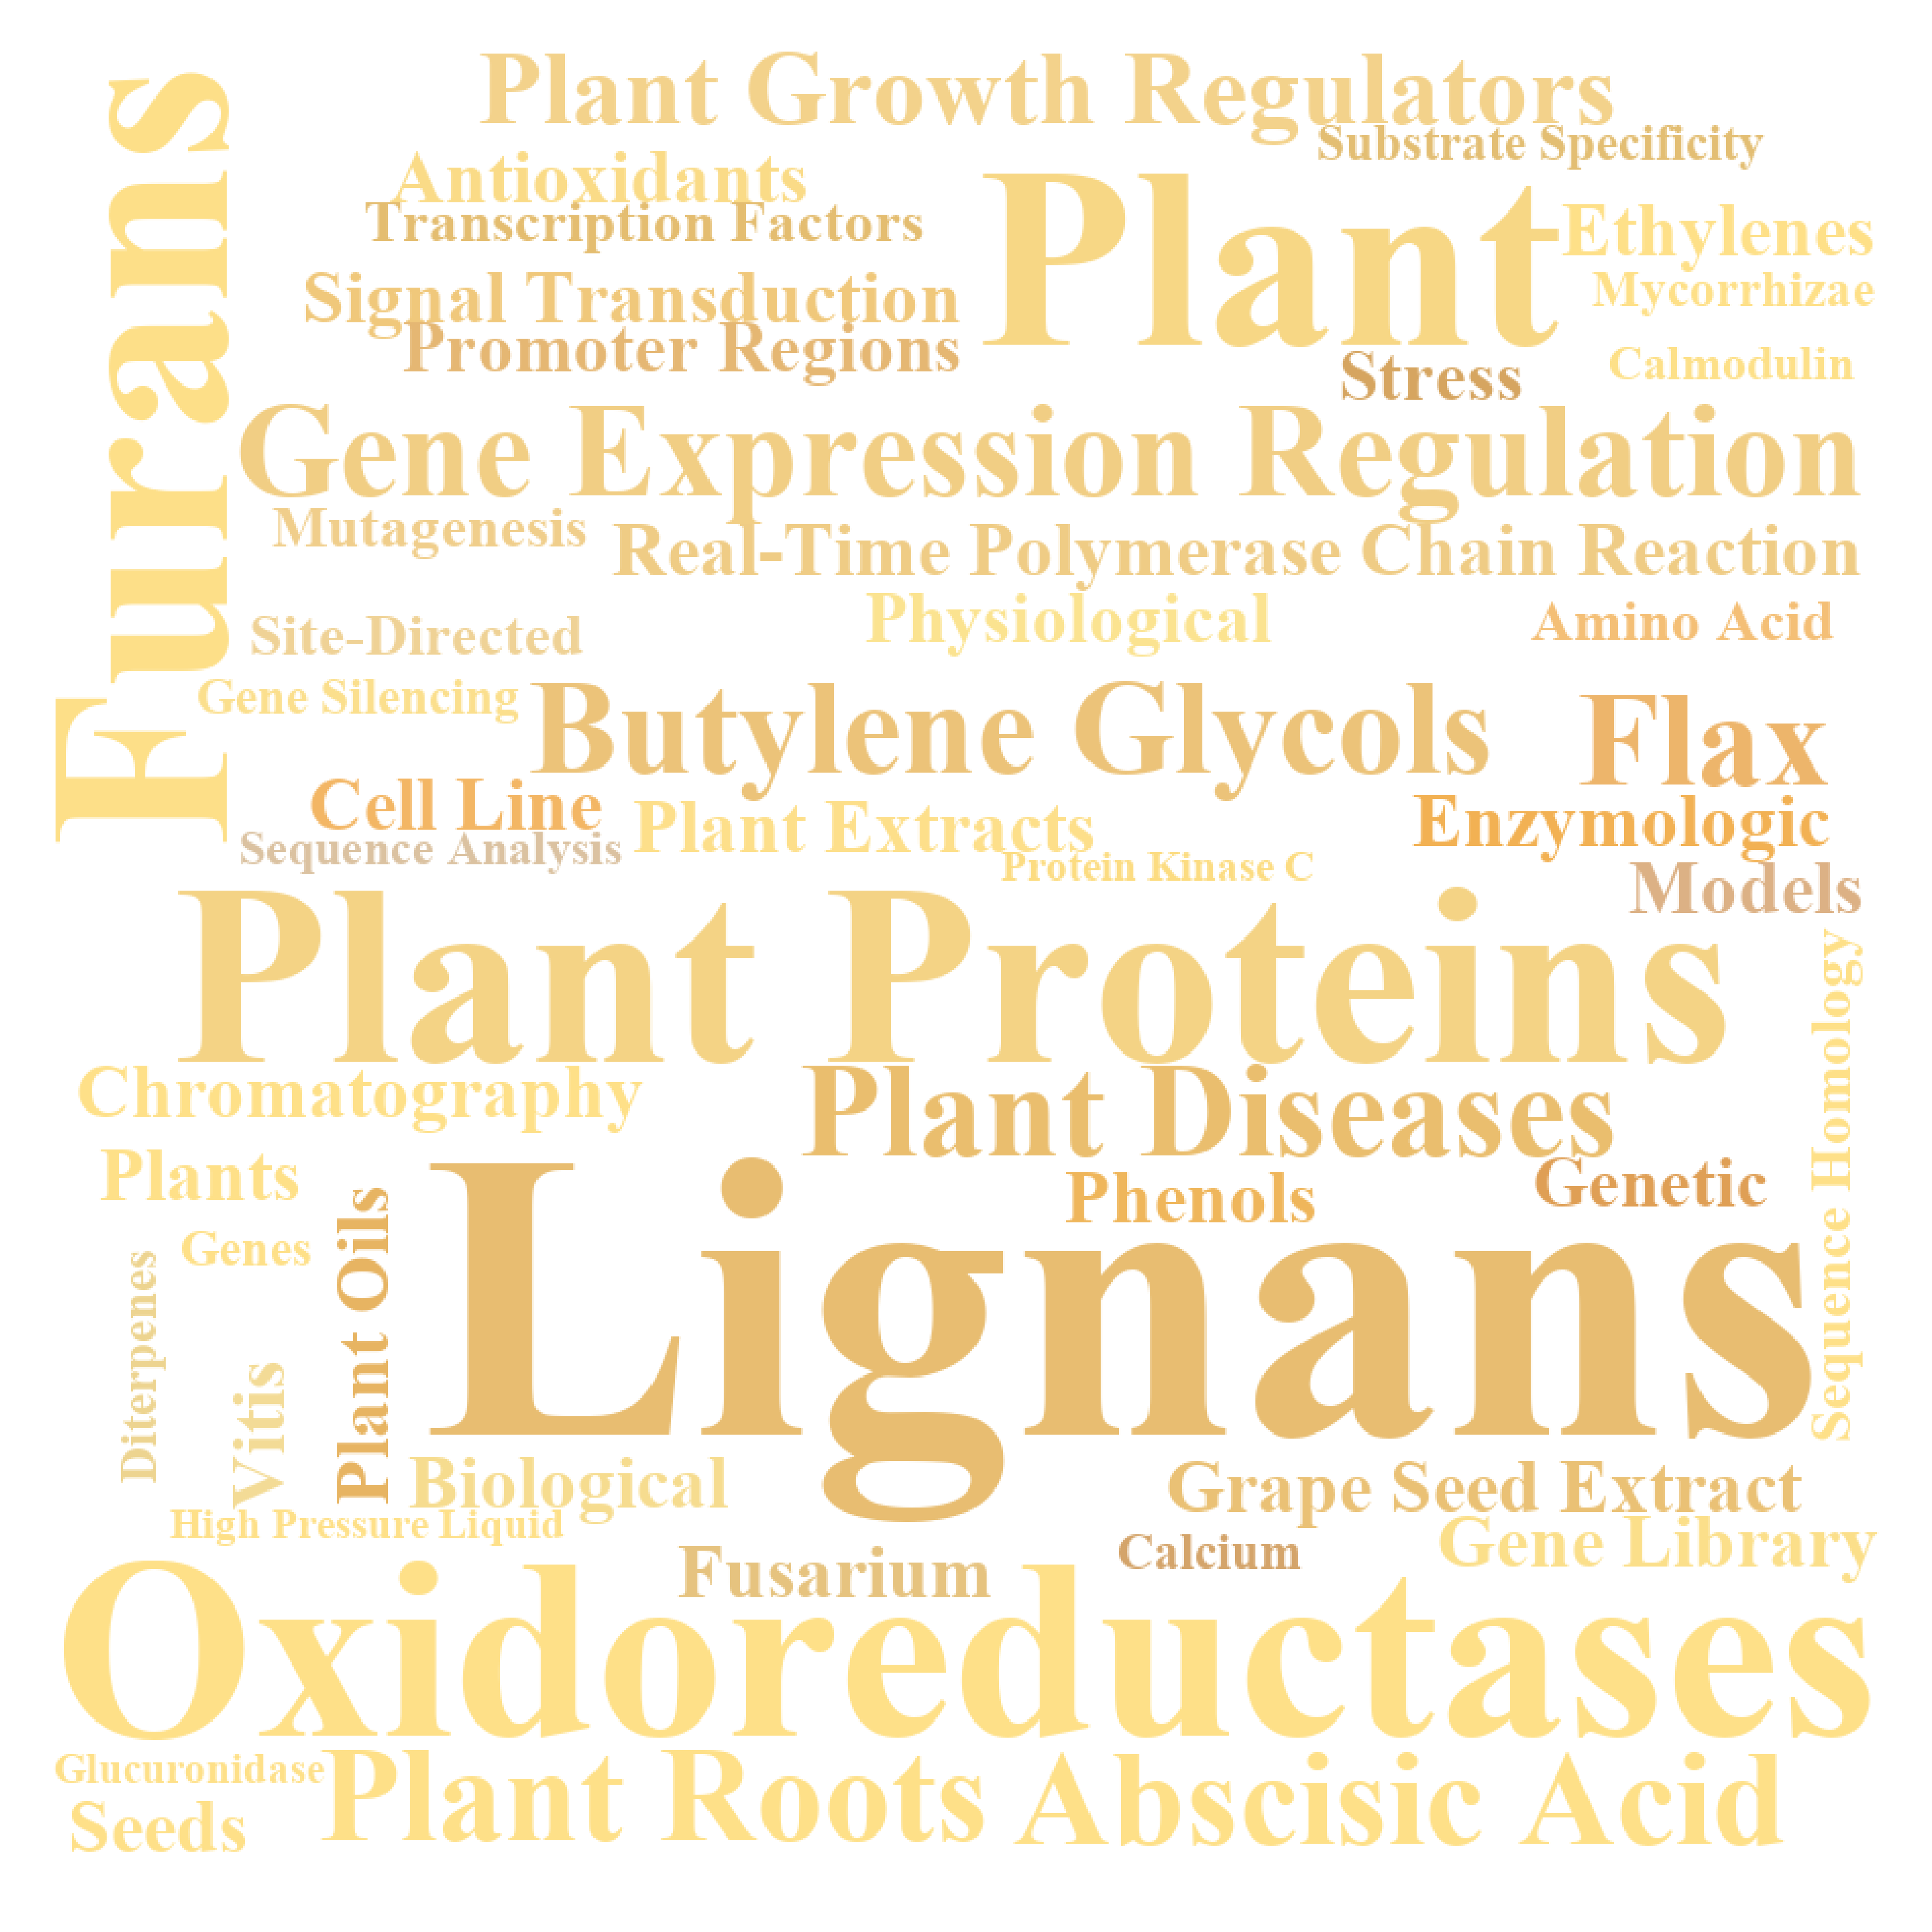 Plant Growth Regulators
Substrate Specificity
Antioxidants
Transcription Factors
Plant
Ethylenes
Mycorrhizae
Signal Transduction
Promoter Regions
Stress
Calmodulin
Furans
Gene Expression Regulation
Mutagenesis
Real-Time Polymerase Chain Reaction
Site-Directed
Physiological
Amino Acid
Gene Silencing
Butylene Glycols
Flax
Cell Line
Plant Extracts
Enzymologic
Sequence Analysis
Protein Kinase C
Models
Plant Proteins
Sequence Homology
Chromatography
Plant Diseases
Plants
Phenols
Genetic
Genes
Lignans
Diterpenes
Vitis
Plant Oils
Biological
Grape Seed Extract
High Pressure Liquid
Gene Library
Fusarium
Calcium
Oxidoreductases
Glucuronidase
Plant Roots
Abscisic Acid
Seeds